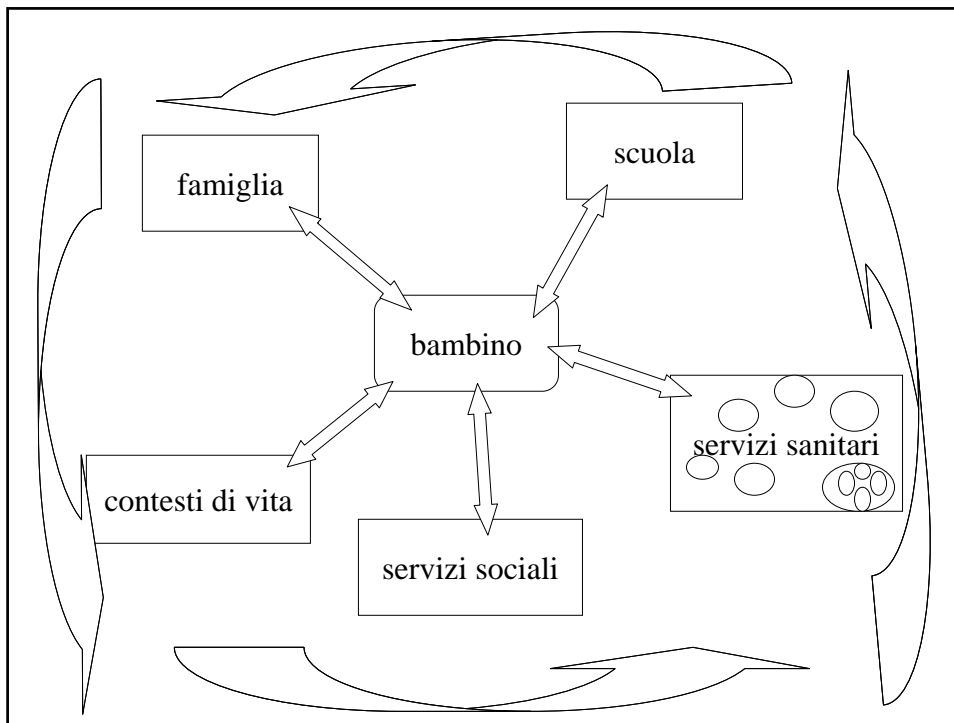 scuola
famiglia
bambino
servizi sanitari
contesti di vita
servizi sociali